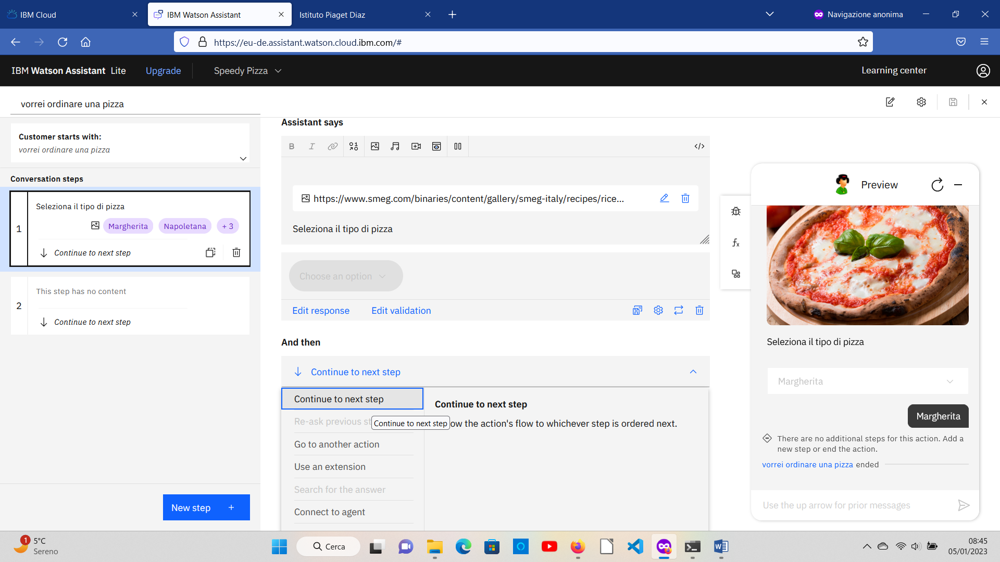 IBM Cloud
IBM Watson Assistant
Istituto Piaget Diaz
Navigazione anonima
https://eu-de.assistant.watson.cloud.ibm.com/#
IBM Watson Assistant Lite
Upgrade
Speedy Pizza
Learning center
vorrei ordinare una pizza
Customer starts with:
vorrei ordinare una pizza
Conversation steps
1
Seleziona il tipo di pizza
Margherita
Napoletana
+ 3
Continue to next step
2
This step has no content
Continue to next step
New step +
Assistant says
B I
https://www.smeg.com/binaries/content/gallery/smeg-italy/recipes/rice...
Seleziona il tipo di pizza
Choose an option
Edit response
Edit validation
And then
Continue to next step
Continue to next step
Re-ask previous st
Continue to next step
Go to another action
Use an extension
Search for the answer
Connect to agent
Continue to next step
ow the action's flow to whichever step is ordered next.
fx
Preview
Seleziona il tipo di pizza
Margherita
Margherita
There are no additional steps for this action. Add a
new step or end the action.
vorrei ordinare una pizza ended
Use the up arrow for prior messages
1
5°C
Sereno
Cerca
08:45
05/01/2023